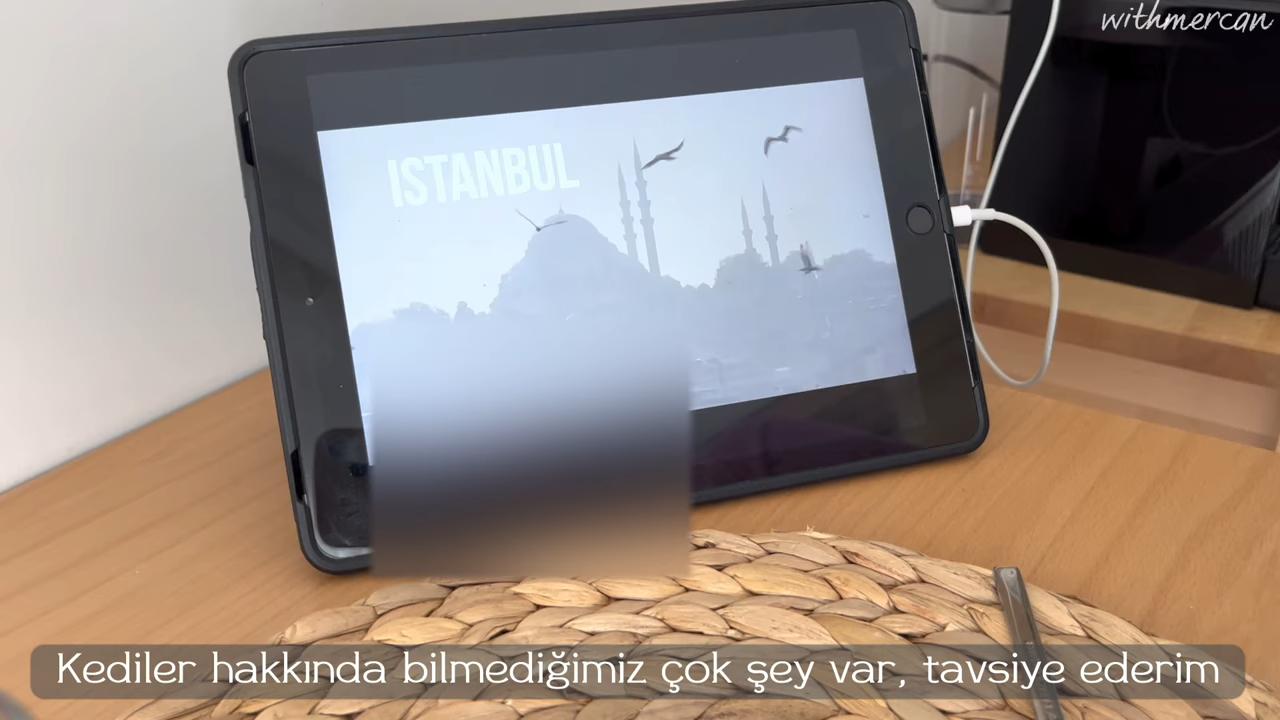 withmercan
ISTANBUL
Kediler hakkında bilmediğimiz çok şey var, tavsiye ederim